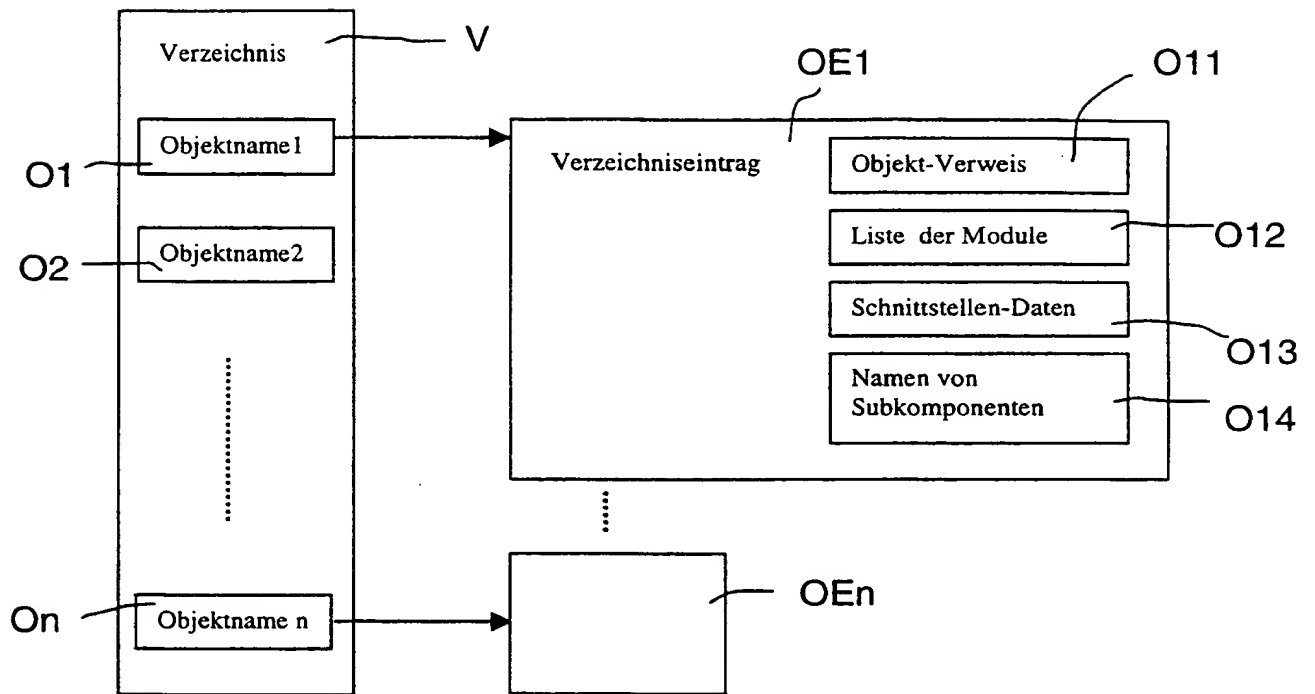 Verzeichnis
V
Objektname1
O1
Objektname2
O2
Objektname n
On
OE1
Verzeichniseintrag
Objekt-Verweis
O11
Liste der Module
O12
Schnittstellen-Daten
O13
Namen von
Subkomponenten
O14
OEn